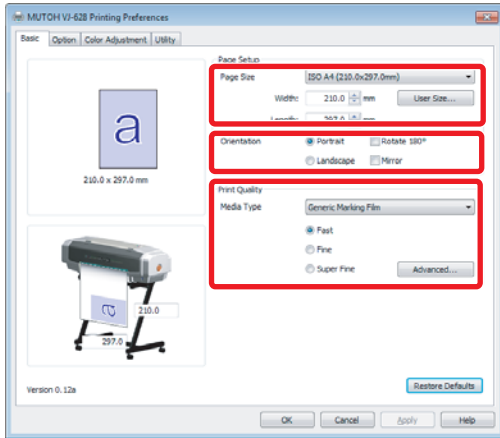 MUTOH VJ-628 Printing Preferences
Basic Option Color Adjustment Utility
Page Setup
Page Size ISO A4 (210.0x297.0mm)
Width: 210.0 mm User Size...
Length: 297.0 mm
a
210.0 x 297.0 mm
Orientation Portrait Rotate 180°
Landscape Mirror
Print Quality
Media Type Generic Marking Film
Fast
Fine
Super Fine Advanced...
a
210.0
297.0
Version 0.12a
Restore Defaults
OK Cancel Apply Help